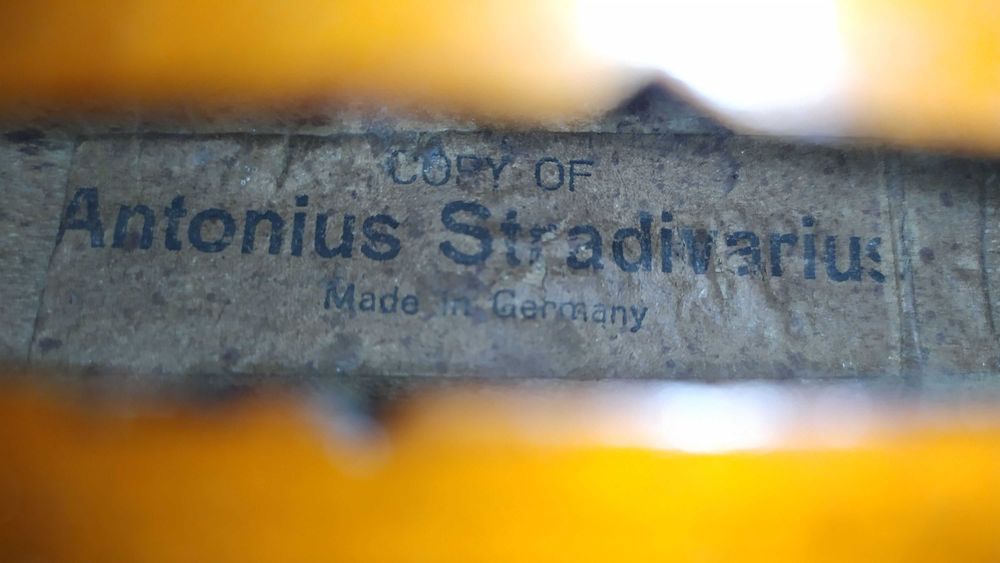 COPY OF
Antonius Stradivarius
Made in Germany